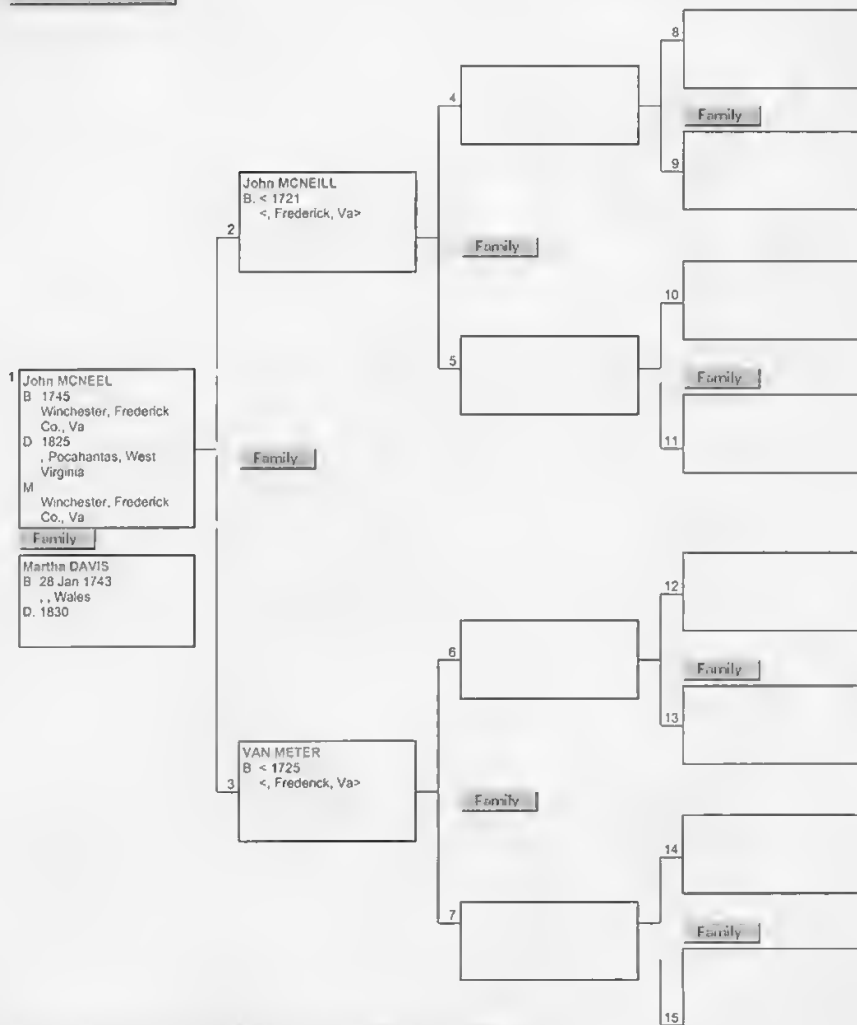 8
4
Family
9
John MCNEILL
B. < 1721
<, Frederick, Va>
2
Family
10
5
1
John MCNEEL
B 1745
Winchester, Frederick
Co., Va
D 1825
, Pocahantas, West
Virginia
M
Winchester, Frederick
Co., Va
Family
Family
11
Family
Martha DAVIS
B 28 Jan 1743
, , Wales
D. 1830
12
6
Family
13
VAN METER
B < 1725
<, Frederick, Va>
3
Family
14
7
Family
15